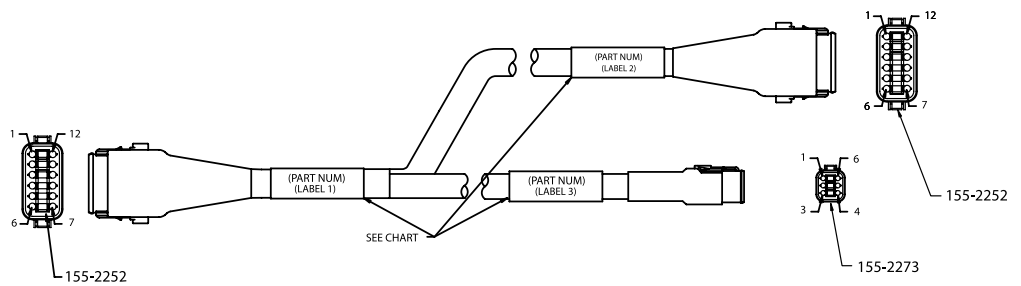 1
12
(PART NUM)
(LABEL 2)
6
7
1
12
(PART NUM)
(LABEL 1)
(PART NUM)
(LABEL 3)
1
6
155-2252
6
7
3
4
SEE CHART
155-2252
155-2273